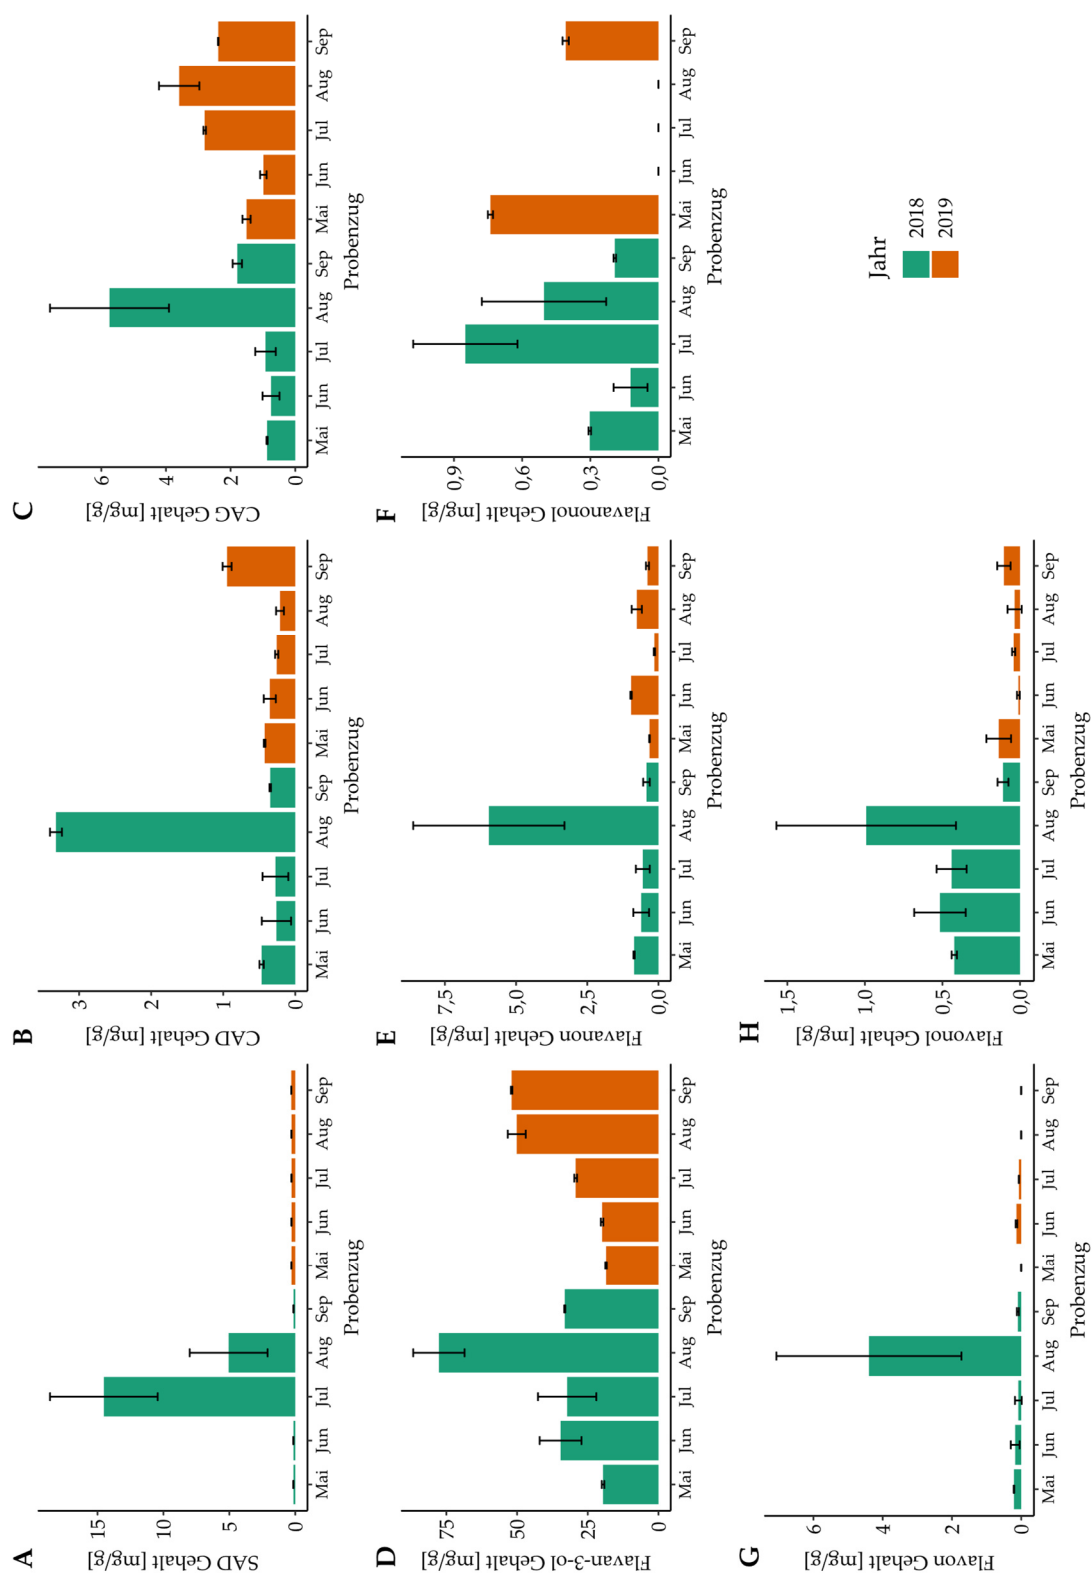 A
SAD Gehalt [mg/g]
15
10
5
0
Mai Jun Jul Aug Sep Mai Jun Jul Aug Sep
Probenzug
B
CAD Gehalt [mg/g]
3
2
1
0
Mai Jun Jul Aug Sep Mai Jun Jul Aug Sep
Probenzug
C
CAG Gehalt [mg/g]
6
4
2
0
Mai Jun Jul Aug Sep Mai Jun Jul Aug Sep
Probenzug
D
Flavan-3-ol Gehalt [mg/g]
75
50
25
0
Mai Jun Jul Aug Sep Mai Jun Jul Aug Sep
Probenzug
E
Flavanon Gehalt [mg/g]
7,5
5,0
2,5
0,0
Mai Jun Jul Aug Sep Mai Jun Jul Aug Sep
Probenzug
F
Flavanonol Gehalt [mg/g]
0,9
0,6
0,3
0,0
Mai Jun Jul Aug Sep Mai Jun Jul Aug Sep
Probenzug
G
Flavon Gehalt [mg/g]
6
4
2
0
Mai Jun Jul Aug Sep Mai Jun Jul Aug Sep
Probenzug
H
Flavonol Gehalt [mg/g]
1,5
1,0
0,5
0,0
Mai Jun Jul Aug Sep Mai Jun Jul Aug Sep
Probenzug
Jahr
2018
2019